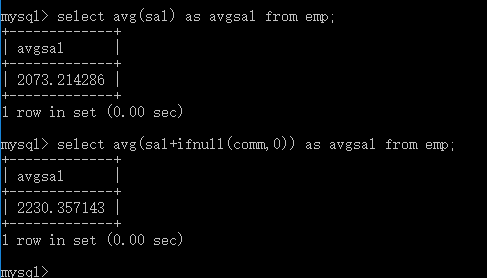 mysql> select avg(sal) as avgsal from emp;
+-------------+
| avgsal      |
+-------------+
| 2073.214286 |
+-------------+
1 row in set (0.00 sec)
mysql> select avg(sal+ifnull(comm,0)) as avgsal from emp;
+-------------+
| avgsal      |
+-------------+
| 2230.357143 |
+-------------+
1 row in set (0.00 sec)
mysql>